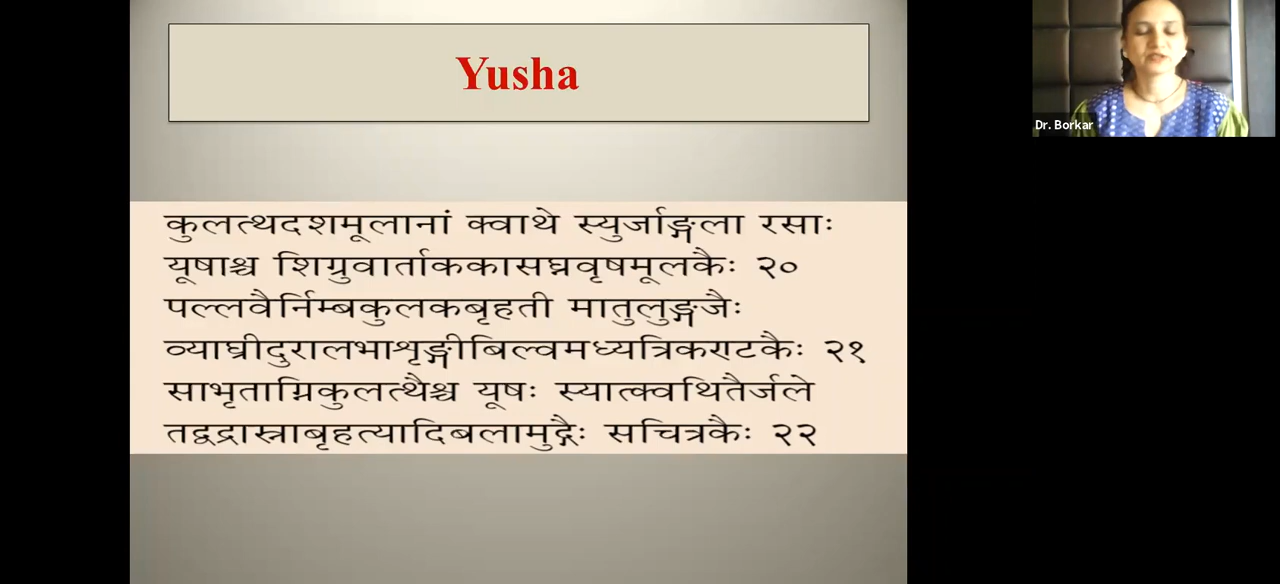 Yusha
Dr. Borkar
कुलत्थदशमूलानां क्वाथे स्युर्जाङ्गला रसाः
यूषाश्च शिग्रुवार्ताककासघ्नवृषमूलकैः २०
पल्लवैर्निम्बकुलकबृहती मातुलुङ्गजैः
व्याघ्रीदुरालभाशृङ्गीबिल्वमध्यत्रिकराटकैः २१
साभृताग्निकुलत्थैश्च यूषः स्यात्क्वथितैर्जले
तद्वद्रास्नाबृहत्यादिबलामुद्गैः सचित्रकैः २२